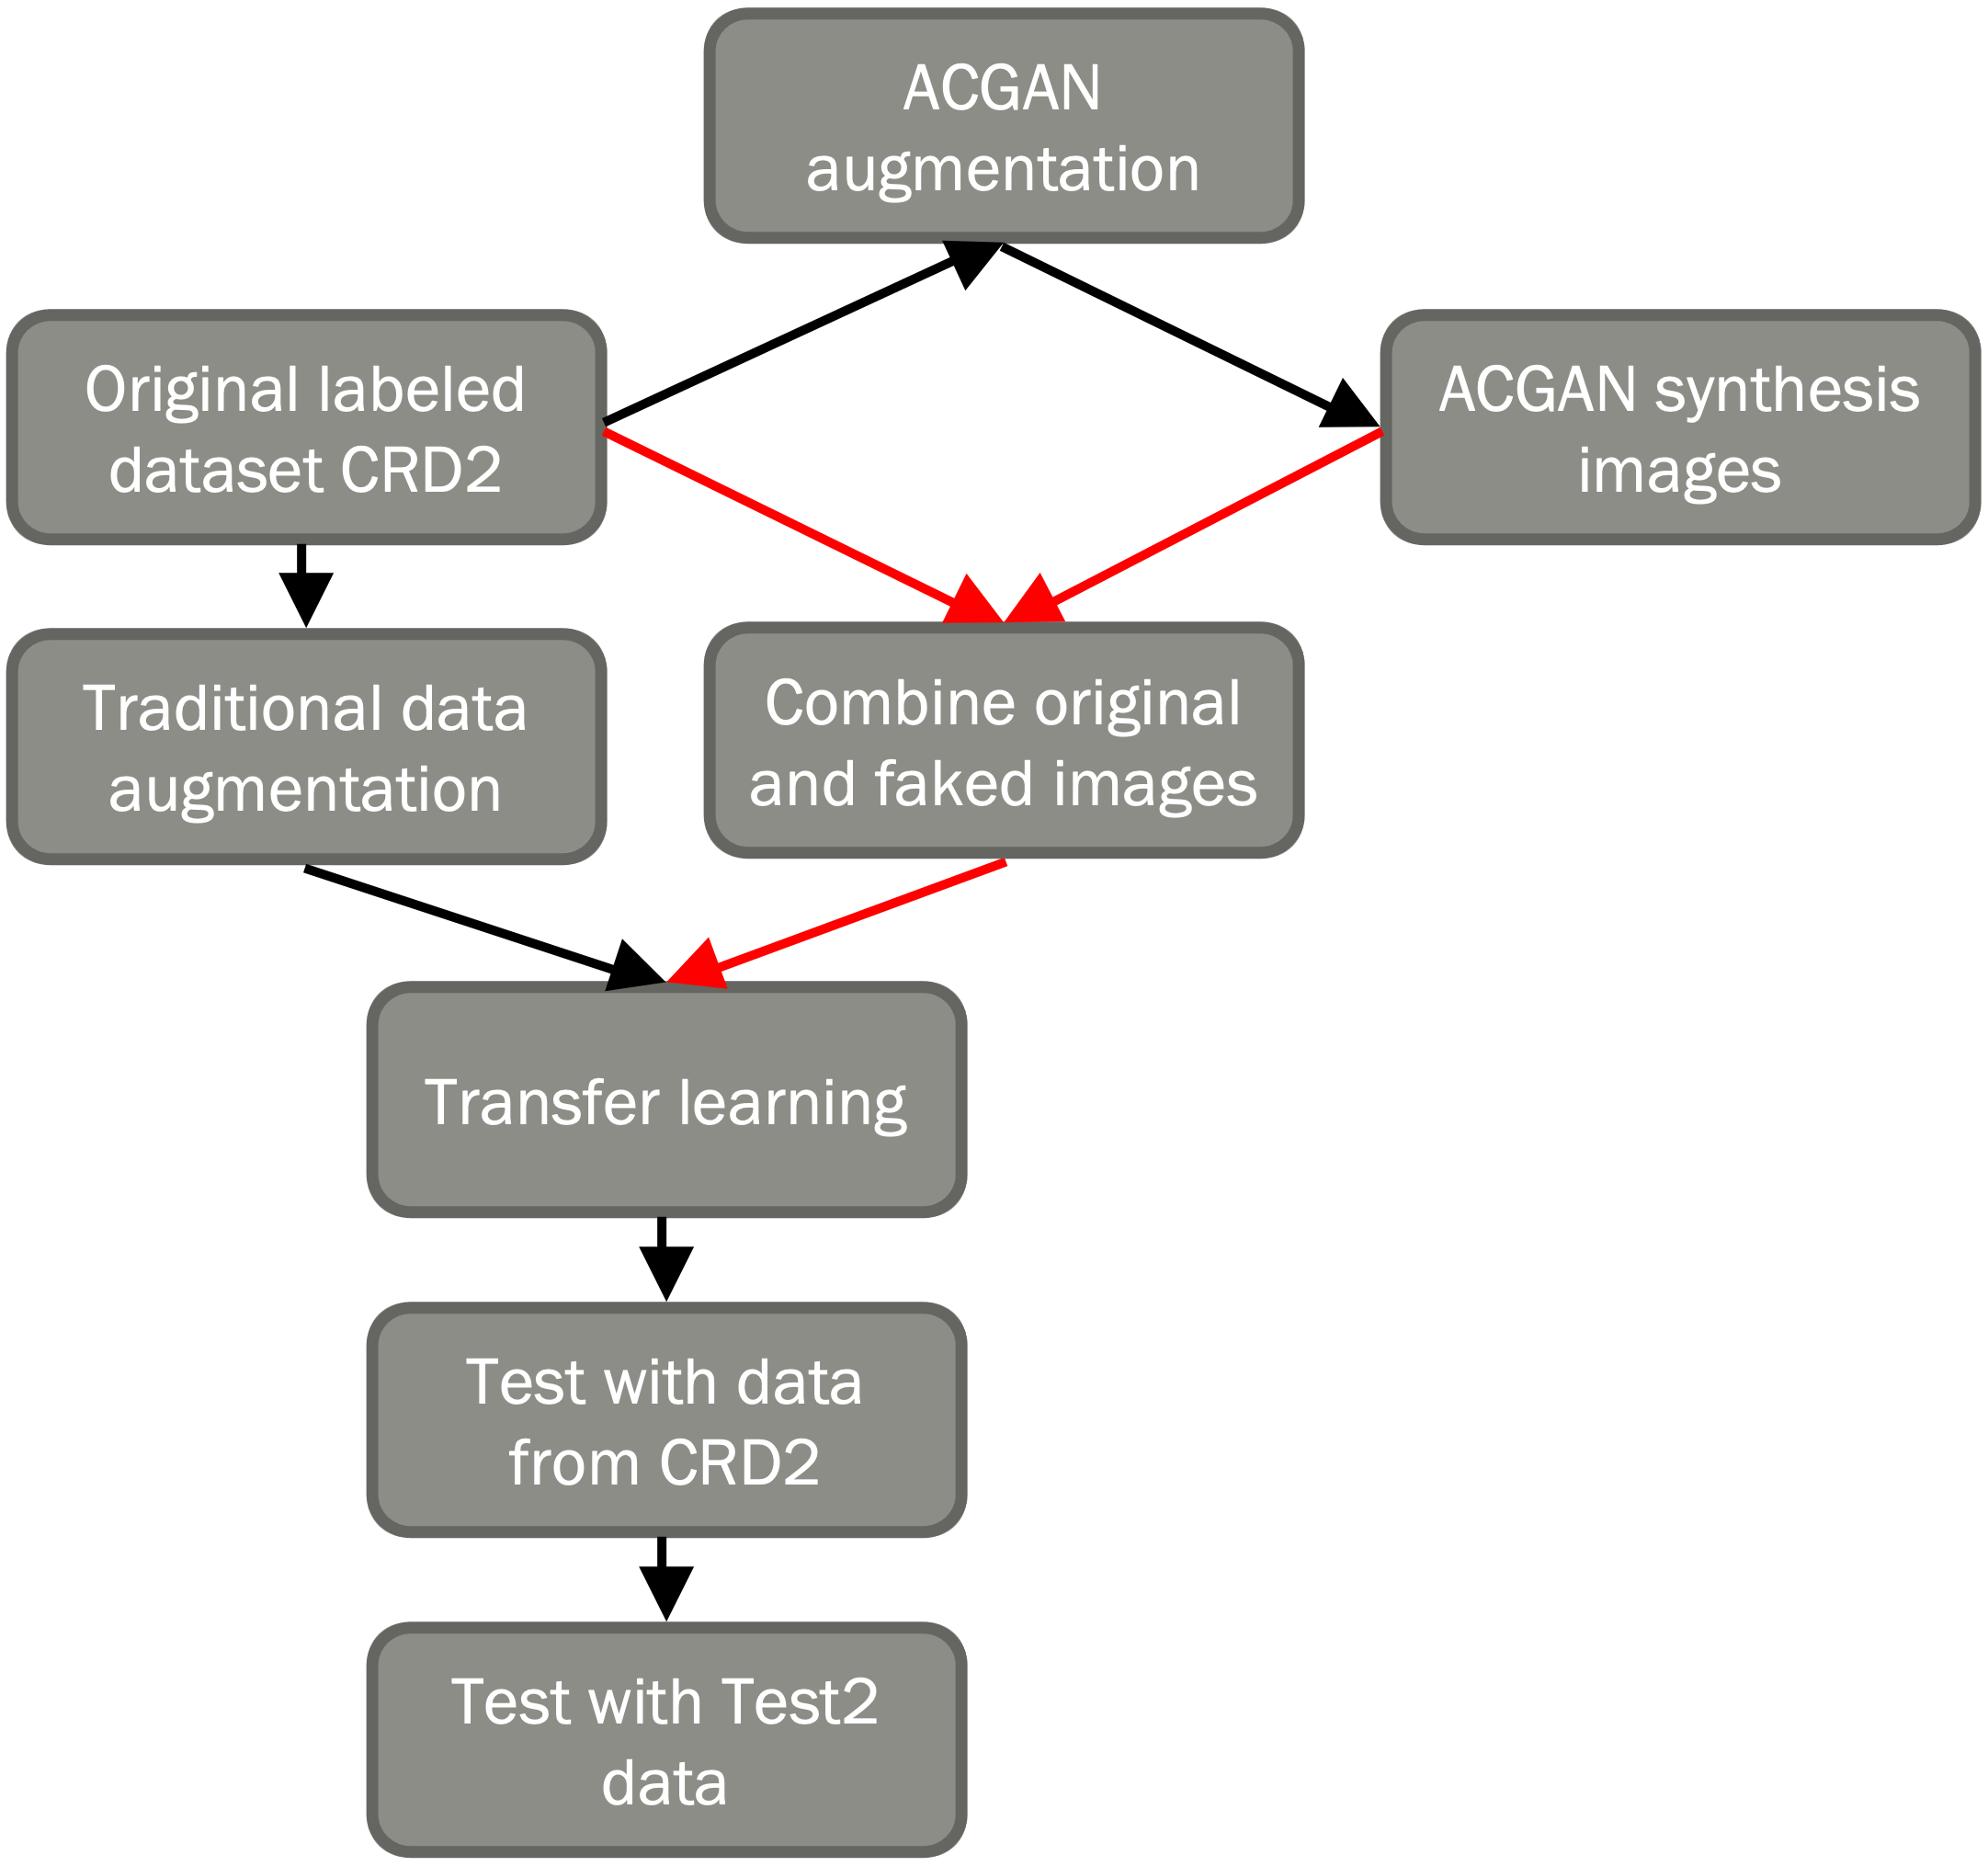 ACGAN
augmentation
Original labeled
dataset CRD2
ACGAN synthesis
images
Traditional data
augmentation
Combine original
and faked images
Transfer learning
Test with data
from CRD2
Test with Test2
data